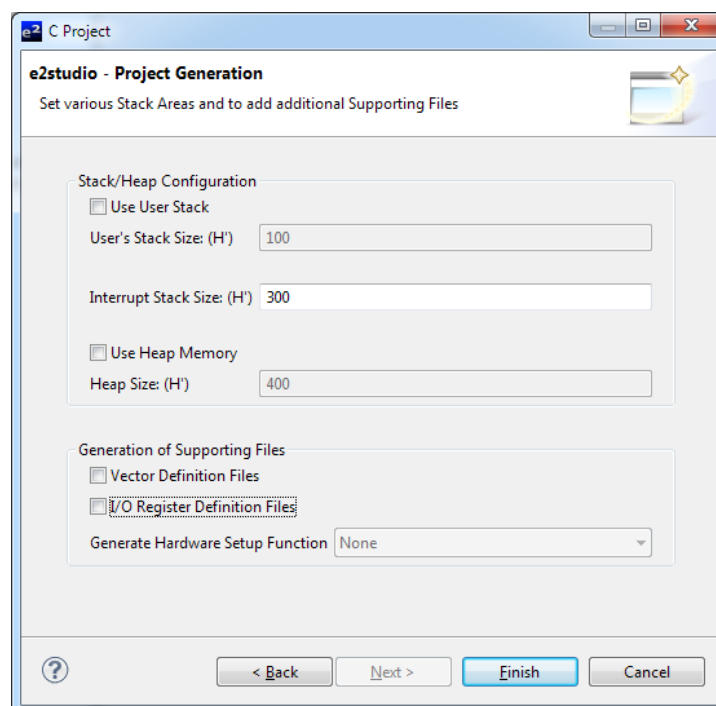 e² C Project
e2studio - Project Generation
Set various Stack Areas and to add additional Supporting Files
Stack/Heap Configuration
Use User Stack
User's Stack Size: (H') 100
Interrupt Stack Size: (H') 300
Use Heap Memory
Heap Size: (H') 400
Generation of Supporting Files
Vector Definition Files
I/O Register Definition Files
Generate Hardware Setup Function None
? < Back Next > Finish Cancel